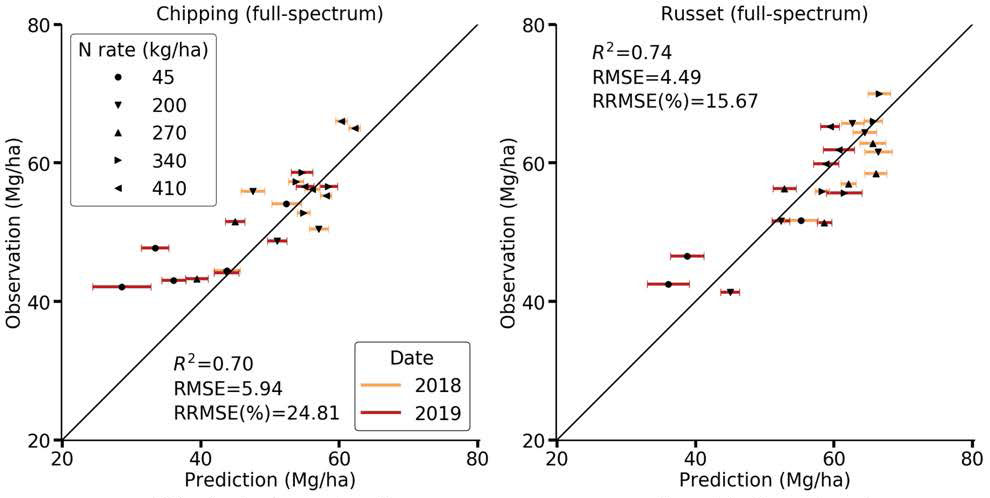 Chipping (full-spectrum)
80
60
40
20
Observation (Mg/ha)
N rate (kg/ha)
45
200
270
340
410
R²=0.70
RMSE=5.94
RRMSE(%)=24.81
Date
2018
2019
20
40
60
80
Prediction (Mg/ha)
Russet (full-spectrum)
80
60
40
20
Observation (Mg/ha)
R²=0.74
RMSE=4.49
RRMSE(%)=15.67
20
40
60
80
Prediction (Mg/ha)